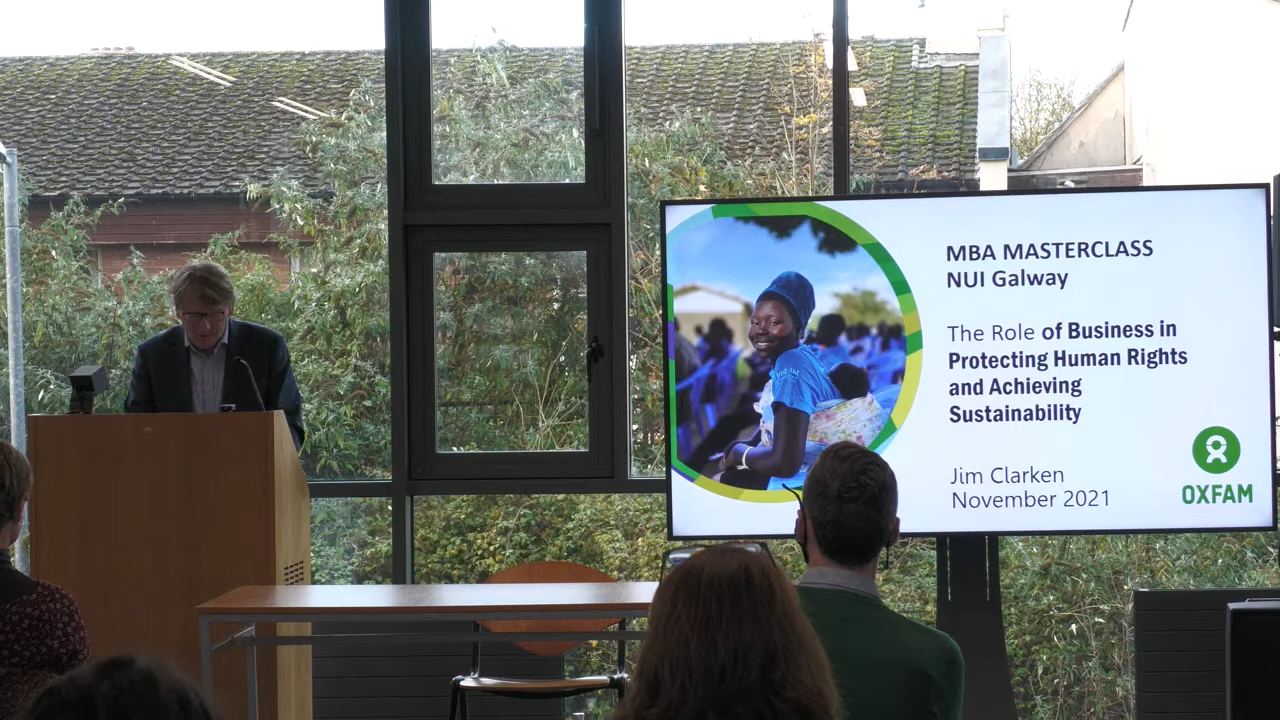 MBA MASTERCLASS
NUI Galway
The Role of Business in
Protecting Human Rights
and Achieving
Sustainability
Jim Clarken
November 2021
OXFAM